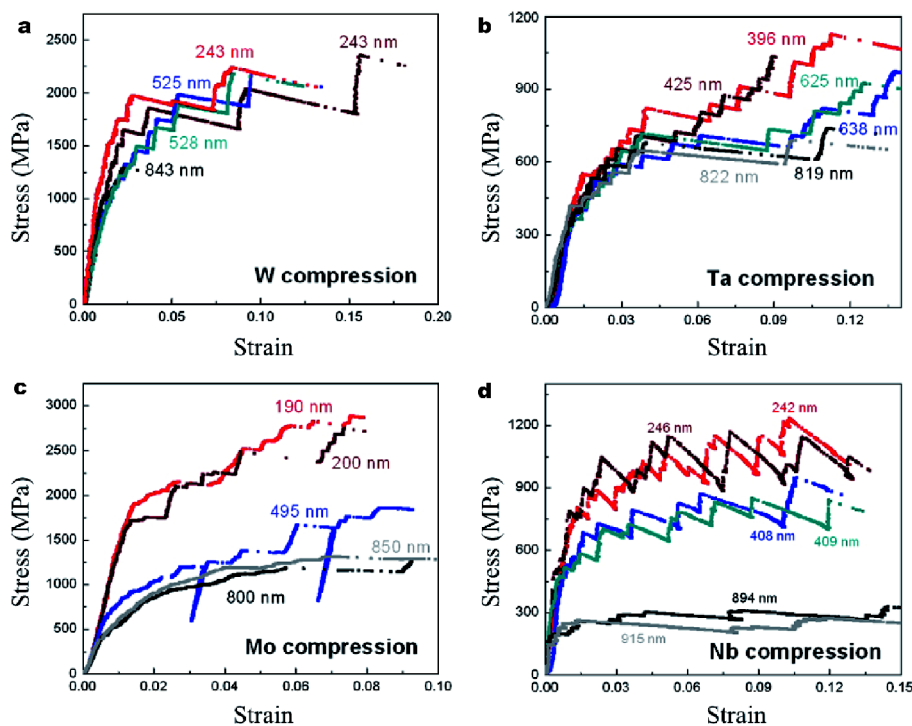 a
2500
2000
1500
1000
500
0
0.00 0.05 0.10 0.15 0.20
Stress (MPa)
Strain
243 nm
243 nm
525 nm
528 nm
843 nm
W compression
b
1200
900
600
300
0
0.00 0.03 0.06 0.09 0.12
Stress (MPa)
Strain
396 nm
425 nm
625 nm
638 nm
822 nm
819 nm
Ta compression
c
3000
2500
2000
1500
1000
500
0
0.00 0.02 0.04 0.06 0.08 0.10
Stress (MPa)
Strain
190 nm
200 nm
495 nm
850 nm
800 nm
Mo compression
d
1200
900
600
300
0
0.00 0.03 0.06 0.09 0.12 0.15
Stress (MPa)
Strain
242 nm
246 nm
408 nm
409 nm
894 nm
915 nm
Nb compression